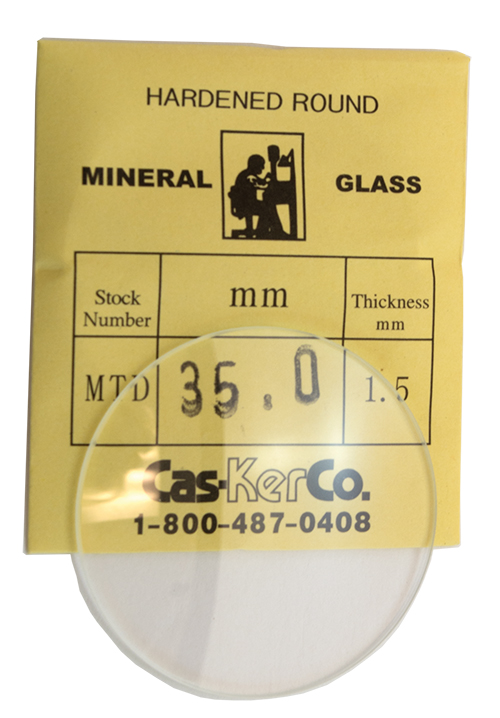 HARDENED ROUND
MINERAL GLASS
Stock Number mm Thickness mm
MTD 35.0 1.5
Cas-KerCo.
1-800-487-0408